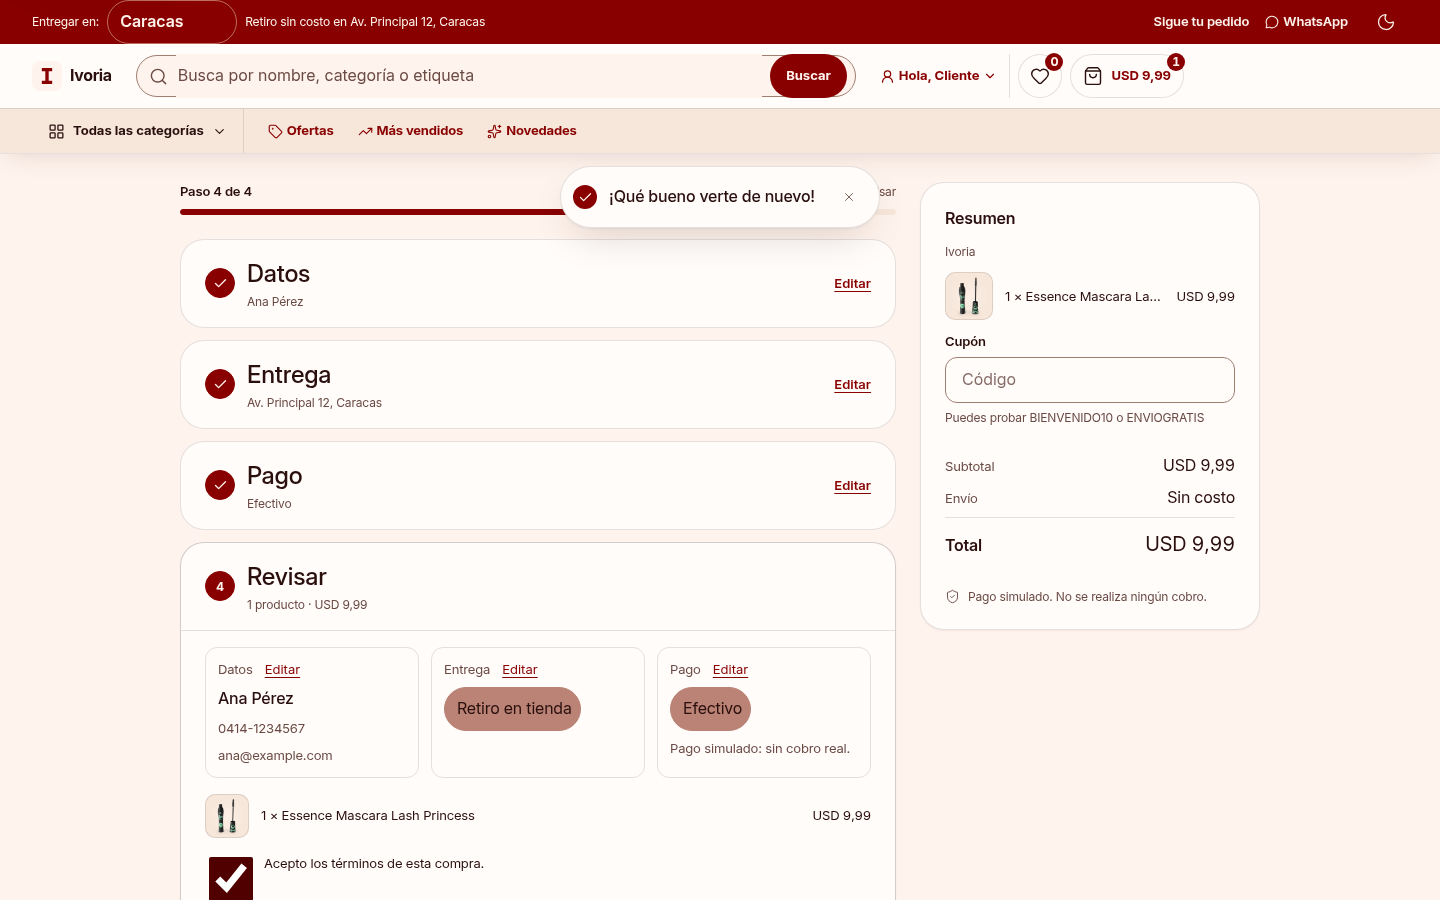 Entregar en:
Caracas
Retiro sin costo en Av. Principal 12, Caracas
Sigue tu pedido
WhatsApp
I
Ivoria
Busca por nombre, categoría o etiqueta
Buscar
Hola, Cliente
0
USD 9,99
1
Todas las categorías
Ofertas
Más vendidos
Novedades
Paso 4 de 4
sar
¡Qué bueno verte de nuevo!
Datos
Ana Pérez
Editar
Entrega
Av. Principal 12, Caracas
Editar
Pago
Efectivo
Editar
4
Revisar
1 producto · USD 9,99
Datos Editar
Ana Pérez
0414-1234567
ana@example.com
Entrega Editar
Retiro en tienda
Pago Editar
Efectivo
Pago simulado: sin cobro real.
1 × Essence Mascara Lash Princess
USD 9,99
Acepto los términos de esta compra.
Resumen
Ivoria
1 × Essence Mascara La...
USD 9,99
Cupón
Código
Puedes probar BIENVENIDO10 o ENVIOGRATIS
Subtotal
USD 9,99
Envío
Sin costo
Total
USD 9,99
Pago simulado. No se realiza ningún cobro.